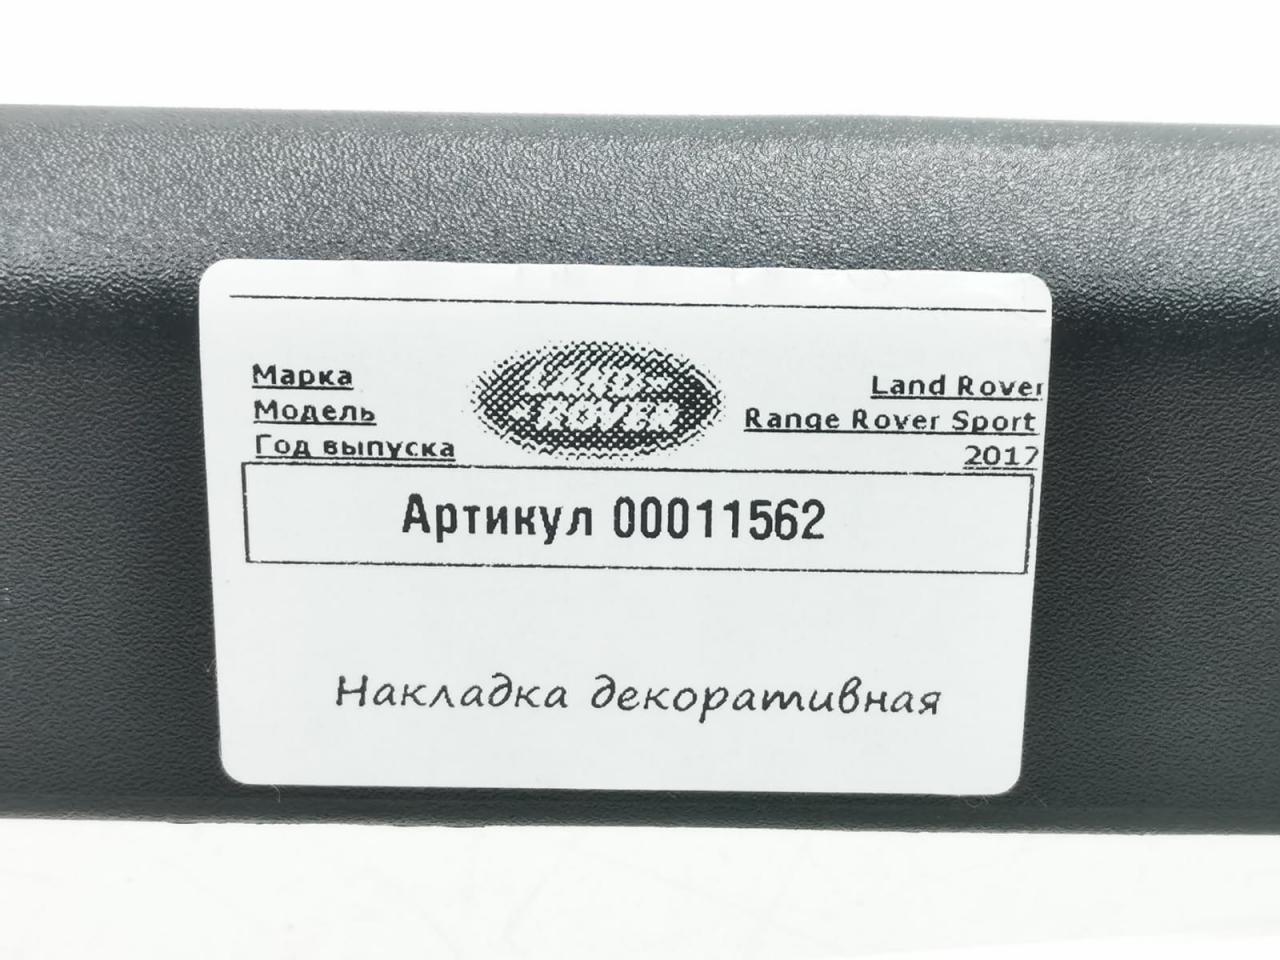 Марка
Модель
Год выпуска
LAND-
-ROVER
Land Rover
Range Rover Sport
2017
Артикул 00011562
Накладка декоративная